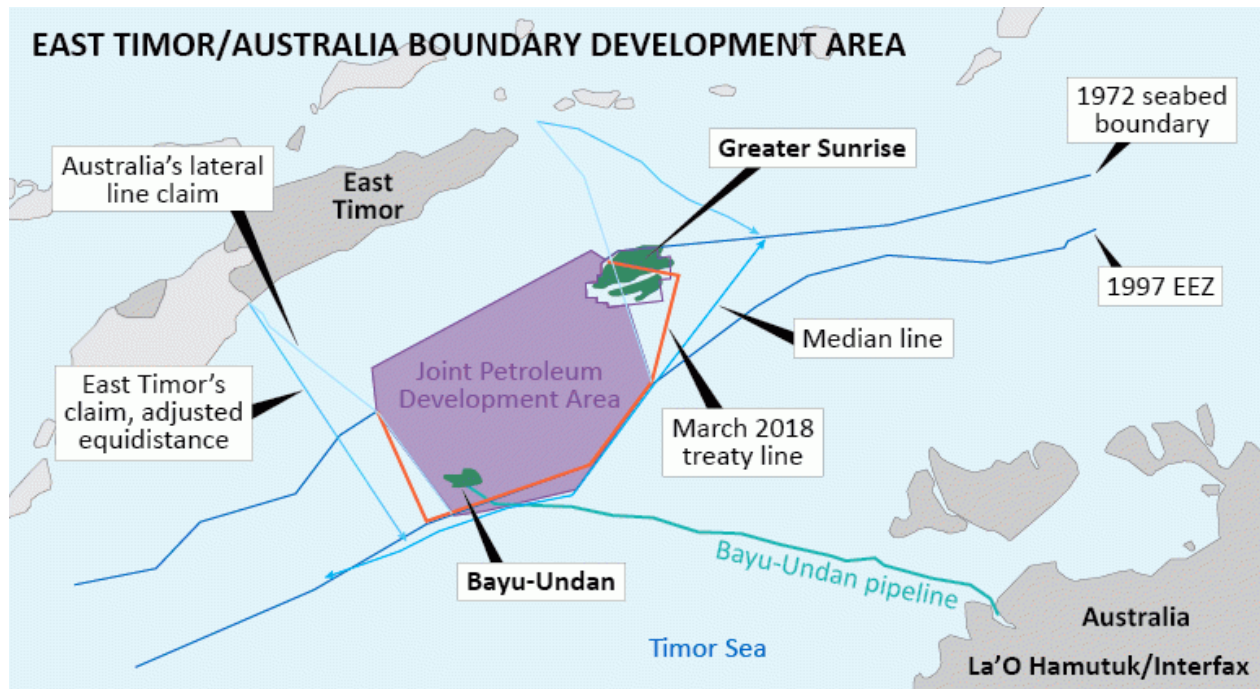 EAST TIMOR/AUSTRALIA BOUNDARY DEVELOPMENT AREA
1972 seabed
boundary
Greater Sunrise
Australia's lateral
line claim
East
Timor
1997 EEZ
Median line
Joint Petroleum
Development Area
East Timor's
claim, adjusted
equidistance
March 2018
treaty line
Bayu-Undan
Bayu-Undan pipeline
Australia
Timor Sea
La'O Hamutuk/Interfax